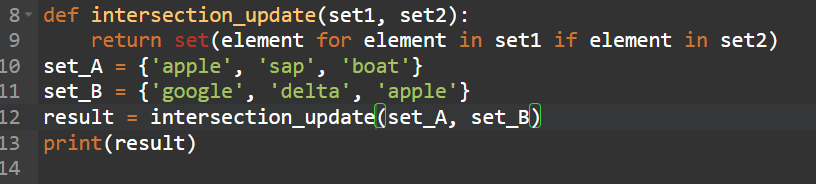 8 def intersection_update(set1, set2):
9     return set(element for element in set1 if element in set2)
10 set_A = {'apple', 'sap', 'boat'}
11 set_B = {'google', 'delta', 'apple'}
12 result = intersection_update(set_A, set_B)
13 print(result)
14